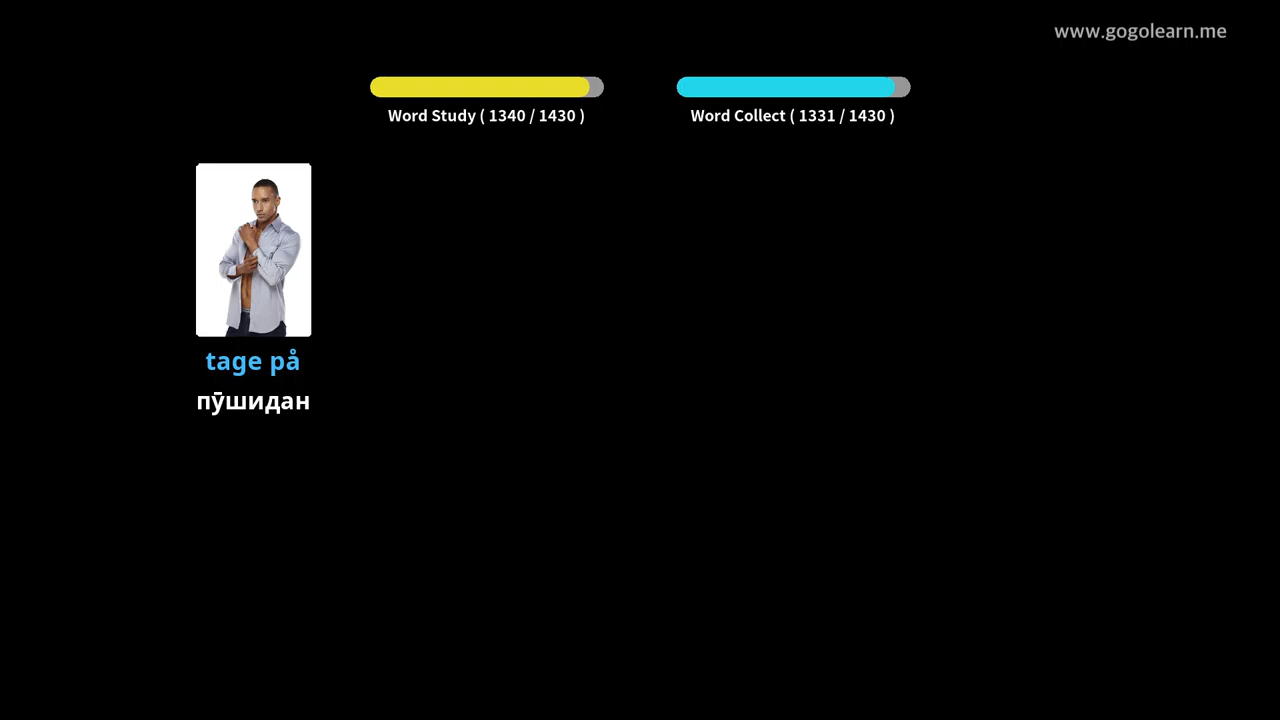 www.gogolearn.me
Word Study ( 1340 / 1430 )
Word Collect ( 1331 / 1430 )
tage på
пӯшидан